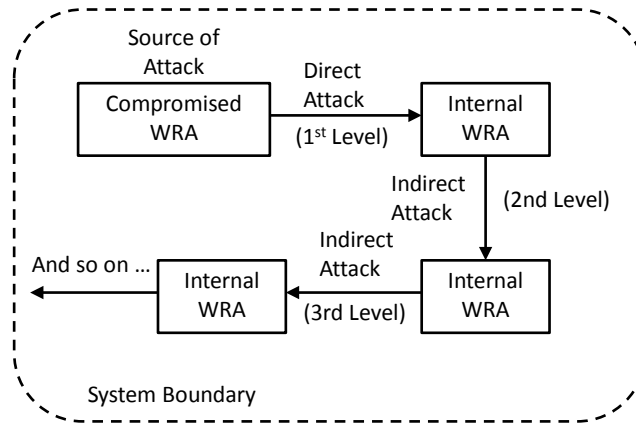 Source of
Attack
Compromised
WRA
Direct
Attack
(1st Level)
Internal
WRA
Indirect
Attack
(2nd Level)
Internal
WRA
Indirect
Attack
(3rd Level)
Internal
WRA
And so on ...
System Boundary